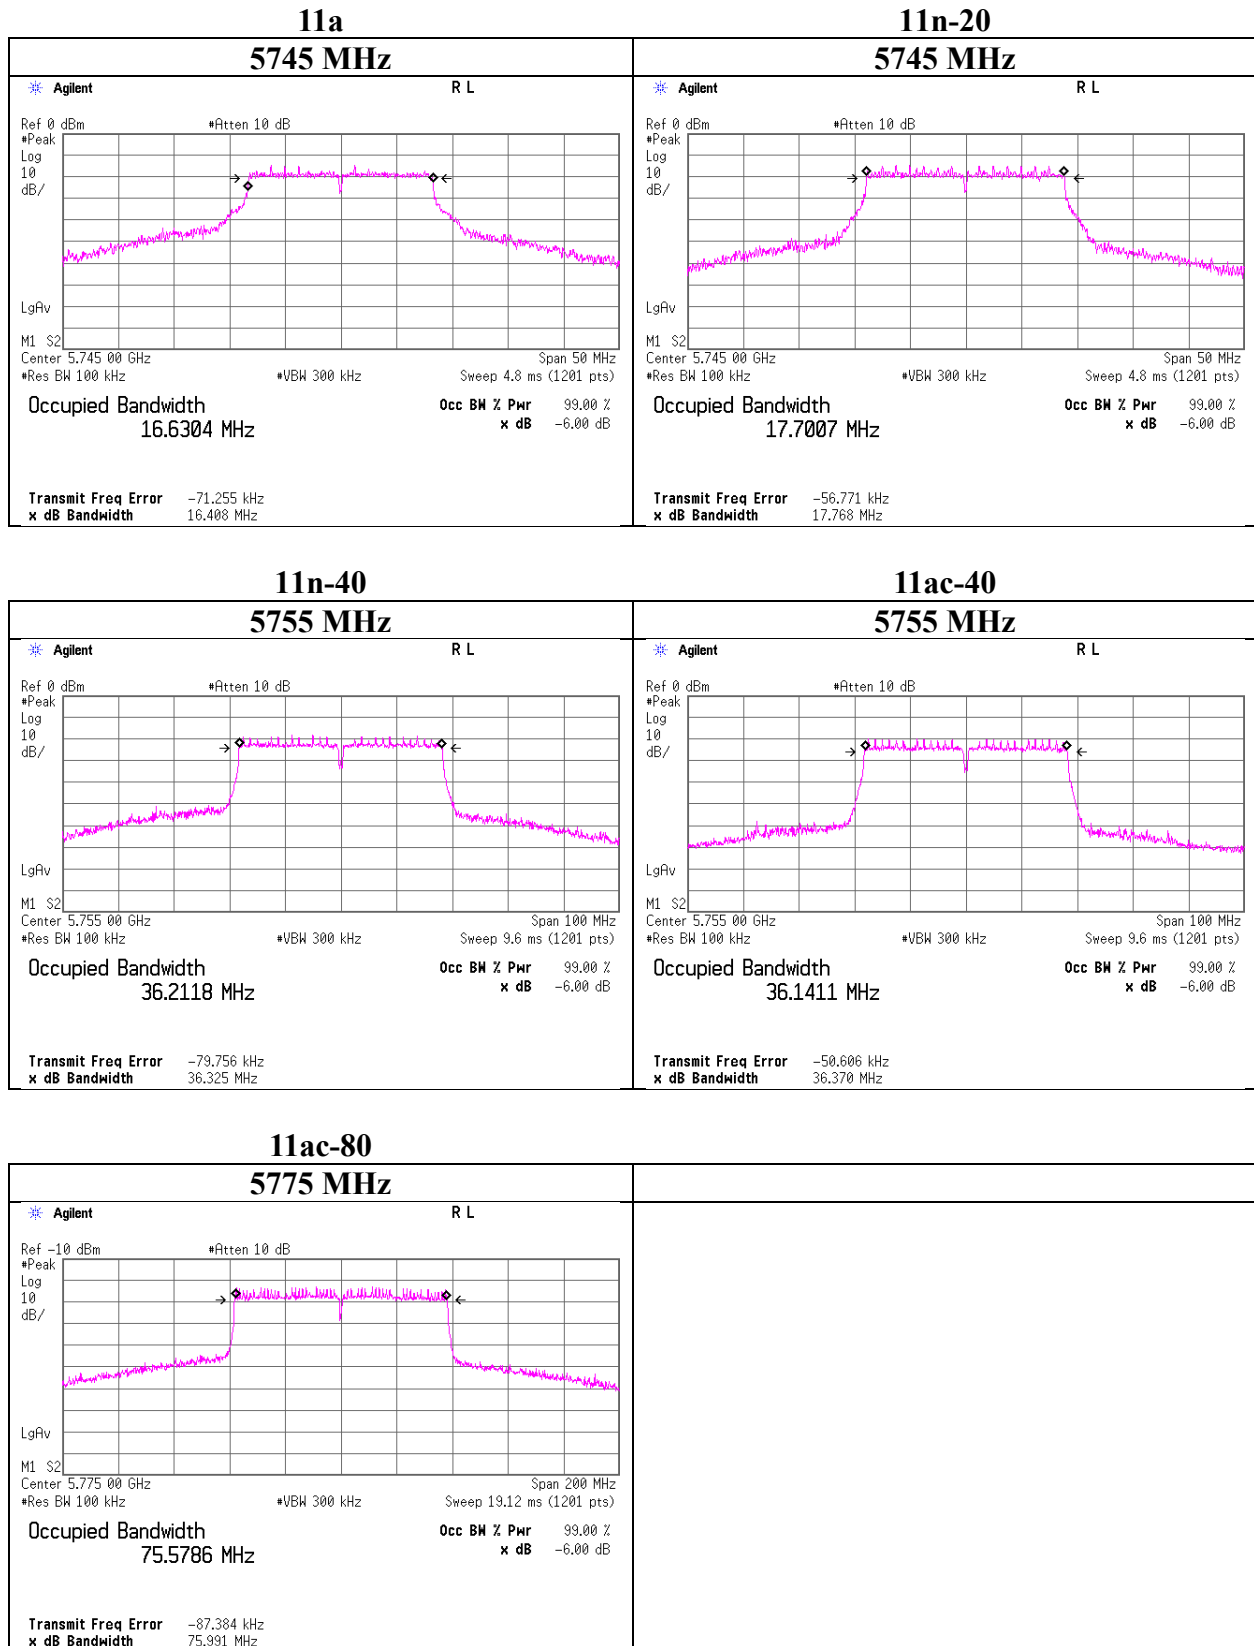 11a
5745 MHz
Agilent R L
Ref 0 dBm #Atten 10 dB
#Peak
Log
10
dB/
LgAv
M1 S2
Center 5.745 00 GHz Span 50 MHz
#Res BW 100 kHz #VBW 300 kHz Sweep 4.8 ms (1201 pts)
Occupied Bandwidth Occ BW % Pwr 99.00 %
16.6304 MHz x dB -6.00 dB
Transmit Freq Error -71.255 kHz
x dB Bandwidth 16.408 MHz
11n-20
5745 MHz
Agilent R L
Ref 0 dBm #Atten 10 dB
#Peak
Log
10
dB/
LgAv
M1 S2
Center 5.745 00 GHz Span 50 MHz
#Res BW 100 kHz #VBW 300 kHz Sweep 4.8 ms (1201 pts)
Occupied Bandwidth Occ BW % Pwr 99.00 %
17.7007 MHz x dB -6.00 dB
Transmit Freq Error -56.771 kHz
x dB Bandwidth 17.768 MHz
11n-40
5755 MHz
Agilent R L
Ref 0 dBm #Atten 10 dB
#Peak
Log
10
dB/
LgAv
M1 S2
Center 5.755 00 GHz Span 100 MHz
#Res BW 100 kHz #VBW 300 kHz Sweep 9.6 ms (1201 pts)
Occupied Bandwidth Occ BW % Pwr 99.00 %
36.2118 MHz x dB -6.00 dB
Transmit Freq Error -79.756 kHz
x dB Bandwidth 36.325 MHz
11ac-40
5755 MHz
Agilent R L
Ref 0 dBm #Atten 10 dB
#Peak
Log
10
dB/
LgAv
M1 S2
Center 5.755 00 GHz Span 100 MHz
#Res BW 100 kHz #VBW 300 kHz Sweep 9.6 ms (1201 pts)
Occupied Bandwidth Occ BW % Pwr 99.00 %
36.1411 MHz x dB -6.00 dB
Transmit Freq Error -50.606 kHz
x dB Bandwidth 36.370 MHz
11ac-80
5775 MHz
Agilent R L
Ref -10 dBm #Atten 10 dB
#Peak
Log
10
dB/
LgAv
M1 S2
Center 5.775 00 GHz Span 200 MHz
#Res BW 100 kHz #VBW 300 kHz Sweep 19.12 ms (1201 pts)
Occupied Bandwidth Occ BW % Pwr 99.00 %
75.5786 MHz x dB -6.00 dB
Transmit Freq Error -87.384 kHz
x dB Bandwidth 75.991 MHz